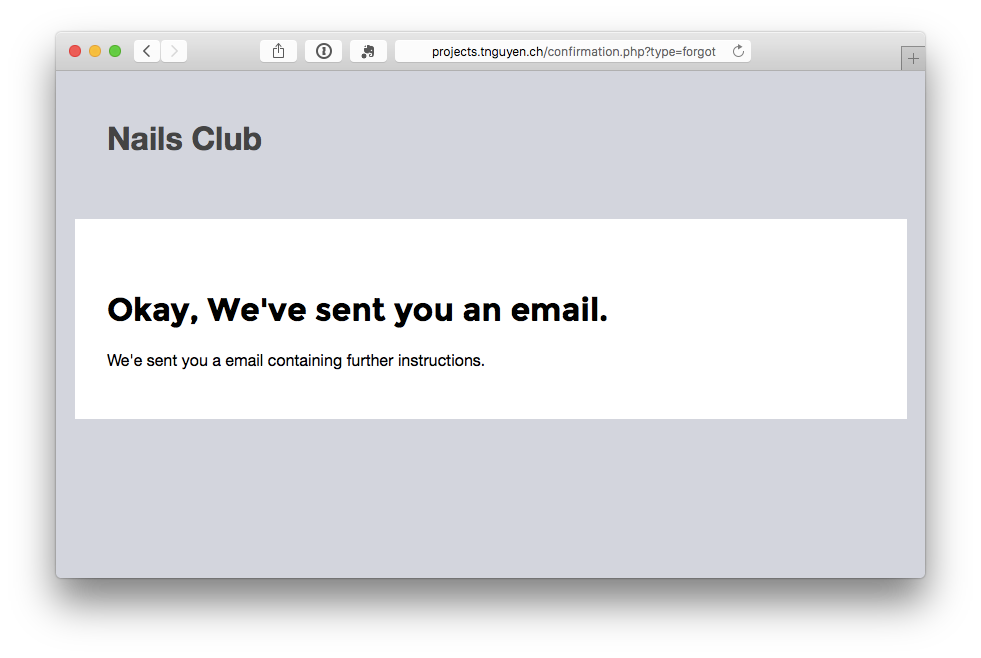 projects.tnguyen.ch/confirmation.php?type=forgot
Nails Club
Okay, We've sent you an email.
We'e sent you a email containing further instructions.